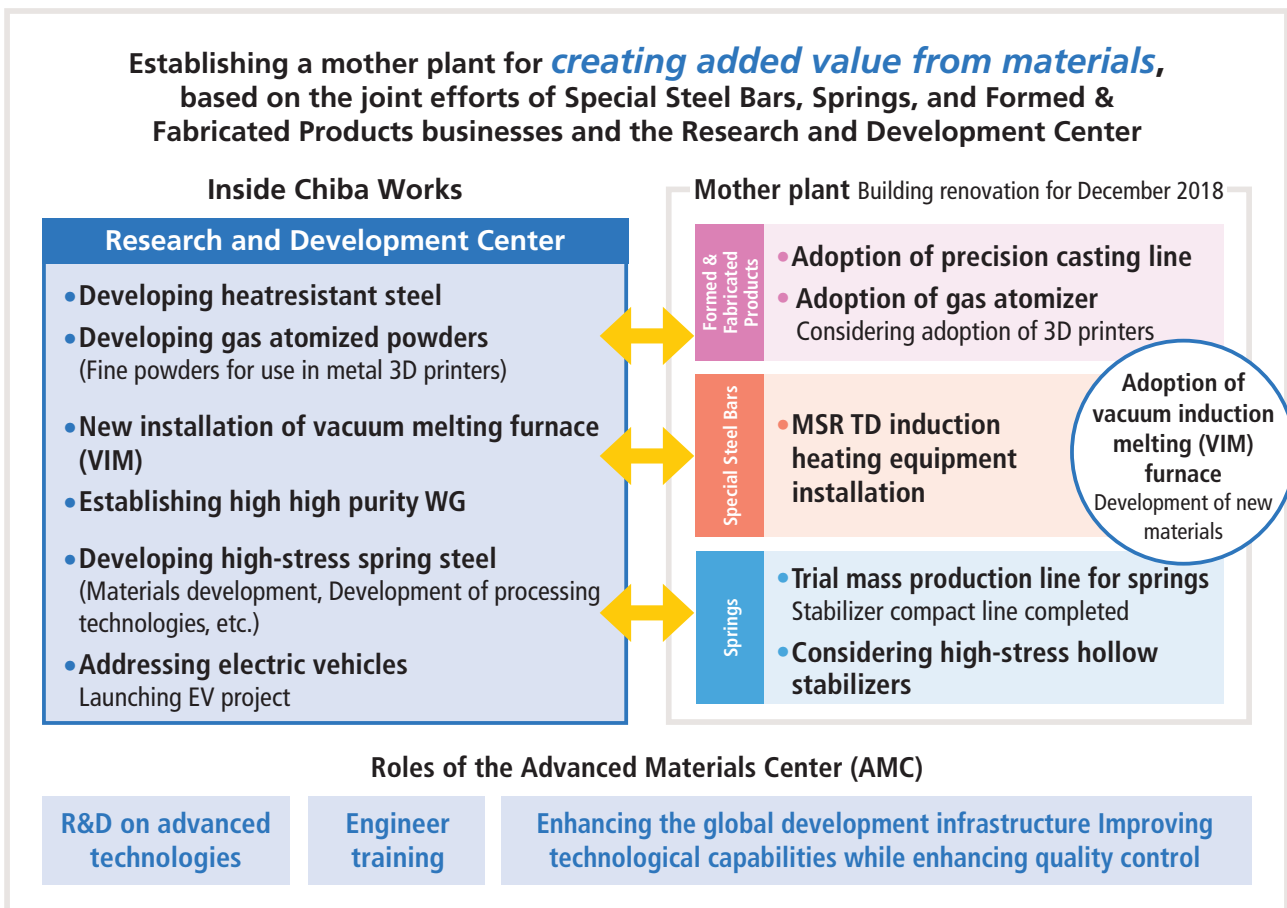 Establishing a mother plant for creating added value from materials,
based on the joint efforts of Special Steel Bars, Springs, and Formed &
Fabricated Products businesses and the Research and Development Center
Inside Chiba Works
Research and Development Center
•Developing heatresistant steel
•Developing gas atomized powders
(Fine powders for use in metal 3D printers)
•New installation of vacuum melting furnace
(VIM)
•Establishing high high purity WG
•Developing high-stress spring steel
(Materials development, Development of processing
technologies, etc.)
•Addressing electric vehicles
Launching EV project
Mother plant Building renovation for December 2018
Formed &
Fabricated
Products
•Adoption of precision casting line
•Adoption of gas atomizer
Considering adoption of 3D printers
Special Steel Bars
•MSR TD induction
heating equipment
installation
Adoption of
vacuum induction
melting (VIM)
furnace
Development of new
materials
Springs
•Trial mass production line for springs
Stabilizer compact line completed
•Considering high-stress hollow
stabilizers
Roles of the Advanced Materials Center (AMC)
R&D on advanced
technologies
Engineer
training
Enhancing the global development infrastructure Improving
technological capabilities while enhancing quality control